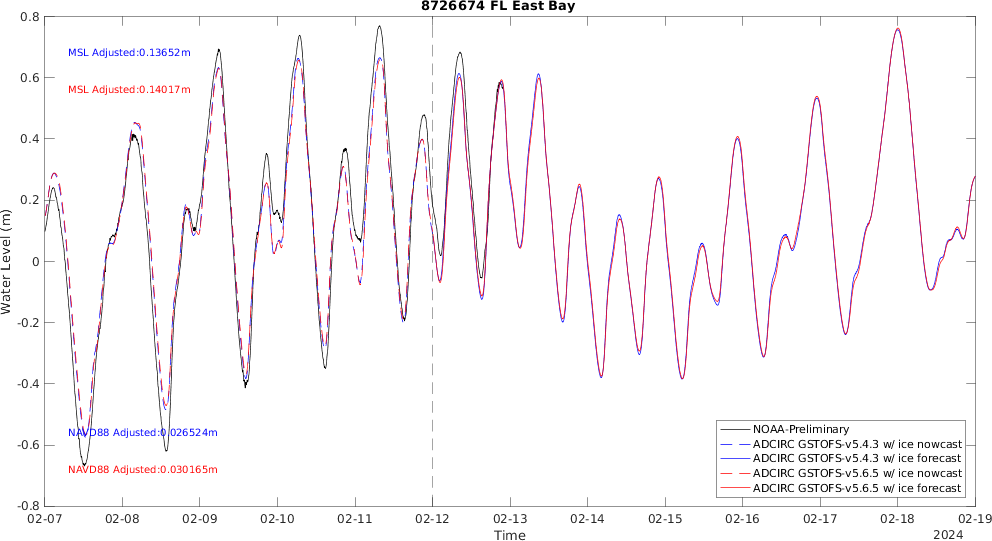 8726674 FL East Bay
0.8
0.6
0.4
0.2
0
-0.2
-0.4
-0.6
-0.8
Water Level (m)
MSL Adjusted:0.13652m
MSL Adjusted:0.14017m
NAVD88 Adjusted:0.026524m
NAVD88 Adjusted:0.030165m
NOAA-Preliminary
ADCIRC GSTOFS-v5.4.3 w/ ice nowcast
ADCIRC GSTOFS-v5.4.3 w/ ice forecast
ADCIRC GSTOFS-v5.6.5 w/ ice nowcast
ADCIRC GSTOFS-v5.6.5 w/ ice forecast
02-07 02-08 02-09 02-10 02-11 02-12 02-13 02-14 02-15 02-16 02-17 02-18 02-19
Time
2024